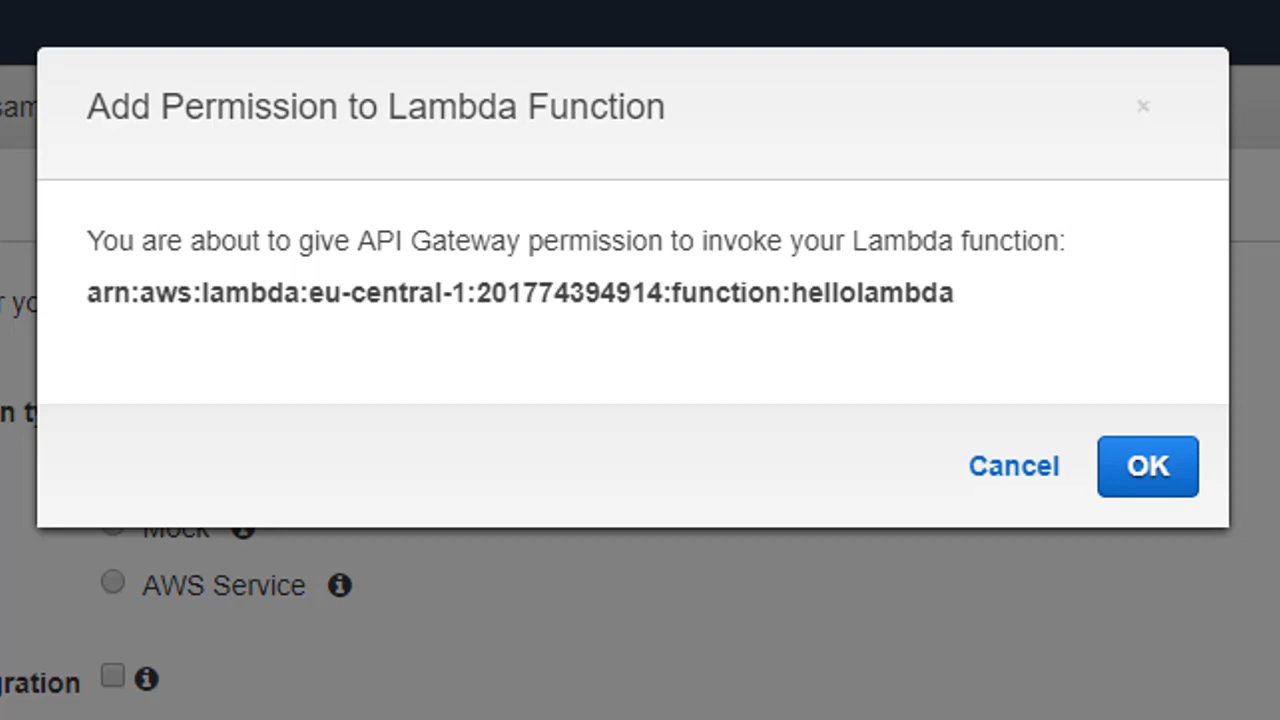 Add Permission to Lambda Function
×
You are about to give API Gateway permission to invoke your Lambda function:
arn:aws:lambda:eu-central-1:201774394914:function:hellolambda
Cancel OK
Mock
AWS Service